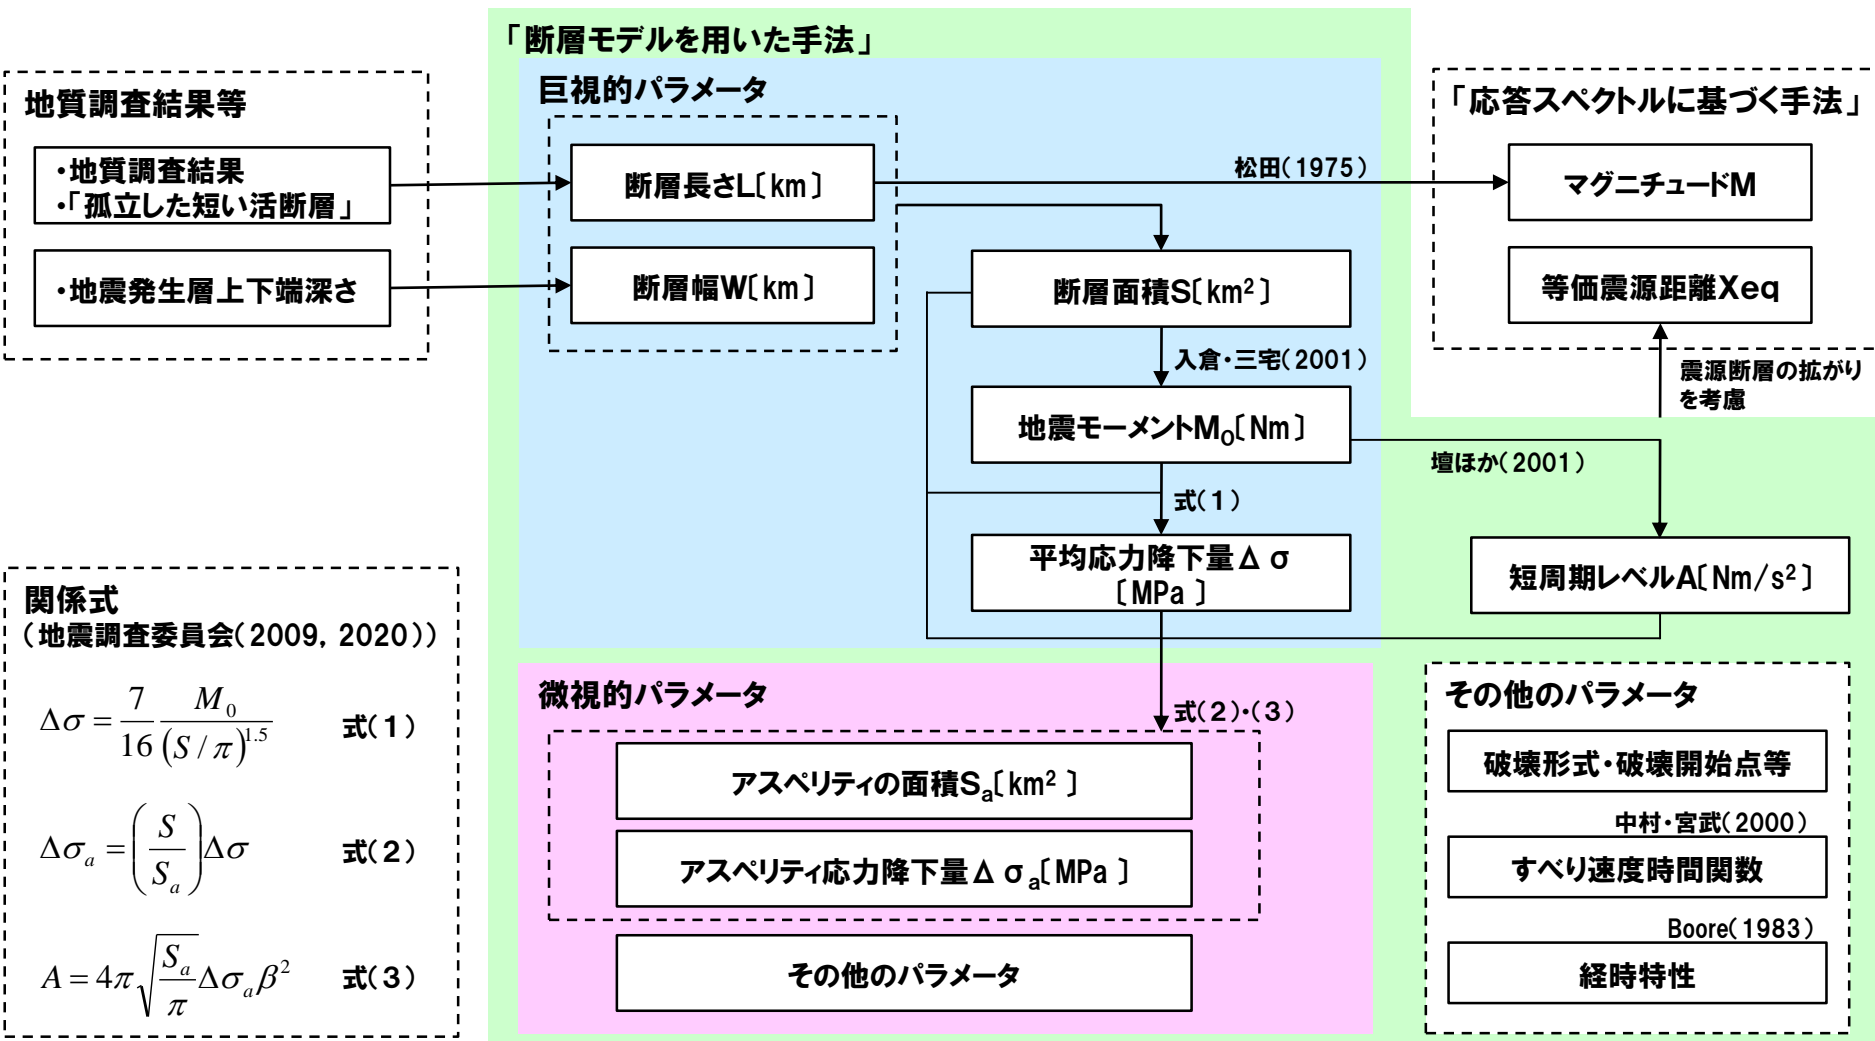 「断層モデルを用いた手法」
地質調査結果等
・地質調査結果
・「孤立した短い活断層」
・地震発生層上下端深さ
巨視的パラメータ
断層長さL〔km〕
断層幅W〔km〕
松田(1975)
断層面積S〔km²〕
入倉・三宅(2001)
地震モーメントM₀〔Nm〕
式(1)
平均応力降下量Δσ
〔MPa〕
「応答スペクトルに基づく手法」
マグニチュードM
等価震源距離Xeq
震源断層の拡がり
を考慮
壇ほか(2001)
短周期レベルA〔Nm/s²〕
関係式
(地震調査委員会(2009, 2020))
Δσ = 7/16 M₀/(S/π)^1.5 式(1)
Δσₐ = (S/Sₐ)Δσ 式(2)
A = 4π√(Sₐ/π)Δσₐβ² 式(3)
微視的パラメータ
式(2)・(3)
アスペリティの面積Sₐ〔km²〕
アスペリティ応力降下量Δσₐ〔MPa〕
その他のパラメータ
その他のパラメータ
破壊形式・破壊開始点等
中村・宮武(2000)
すべり速度時間関数
Boore(1983)
経時特性